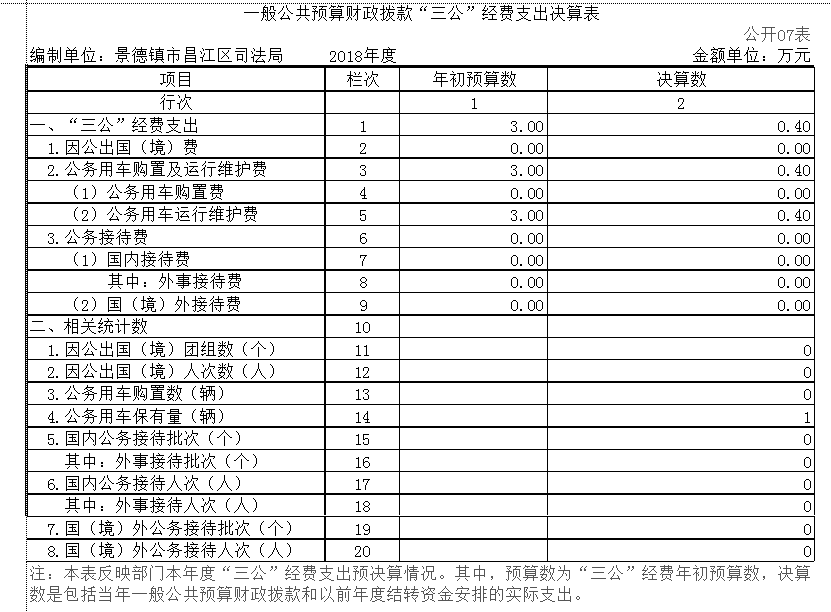 一般公共预算财政拨款“三公”经费支出决算表
公开07表
编制单位：景德镇市昌江区司法局 2018年度 金额单位：万元
项目 栏次 年初预算数 决算数
行次 1 2
一、“三公”经费支出 1 3.00 0.40
1.因公出国（境）费 2 0.00 0.00
2.公务用车购置及运行维护费 3 3.00 0.40
（1）公务用车购置费 4 0.00 0.00
（2）公务用车运行维护费 5 3.00 0.40
3.公务接待费 6 0.00 0.00
（1）国内接待费 7 0.00 0.00
其中：外事接待费 8 0.00 0.00
（2）国（境）外接待费 9 0.00 0.00
二、相关统计数 10
1.因公出国（境）团组数（个） 11 0
2.因公出国（境）人次数（人） 12 0
3.公务用车购置数（辆） 13 0
4.公务用车保有量（辆） 14 1
5.国内公务接待批次（个） 15 0
其中：外事接待批次（个） 16 0
6.国内公务接待人次（人） 17 0
其中：外事接待人次（人） 18 0
7.国（境）外公务接待批次（个） 19 0
8.国（境）外公务接待人次（人） 20 0
注：本表反映部门本年度“三公”经费支出预决算情况。其中，预算数为“三公”经费年初预算数，决算
数是包括当年一般公共预算财政拨款和以前年度结转资金安排的实际支出。